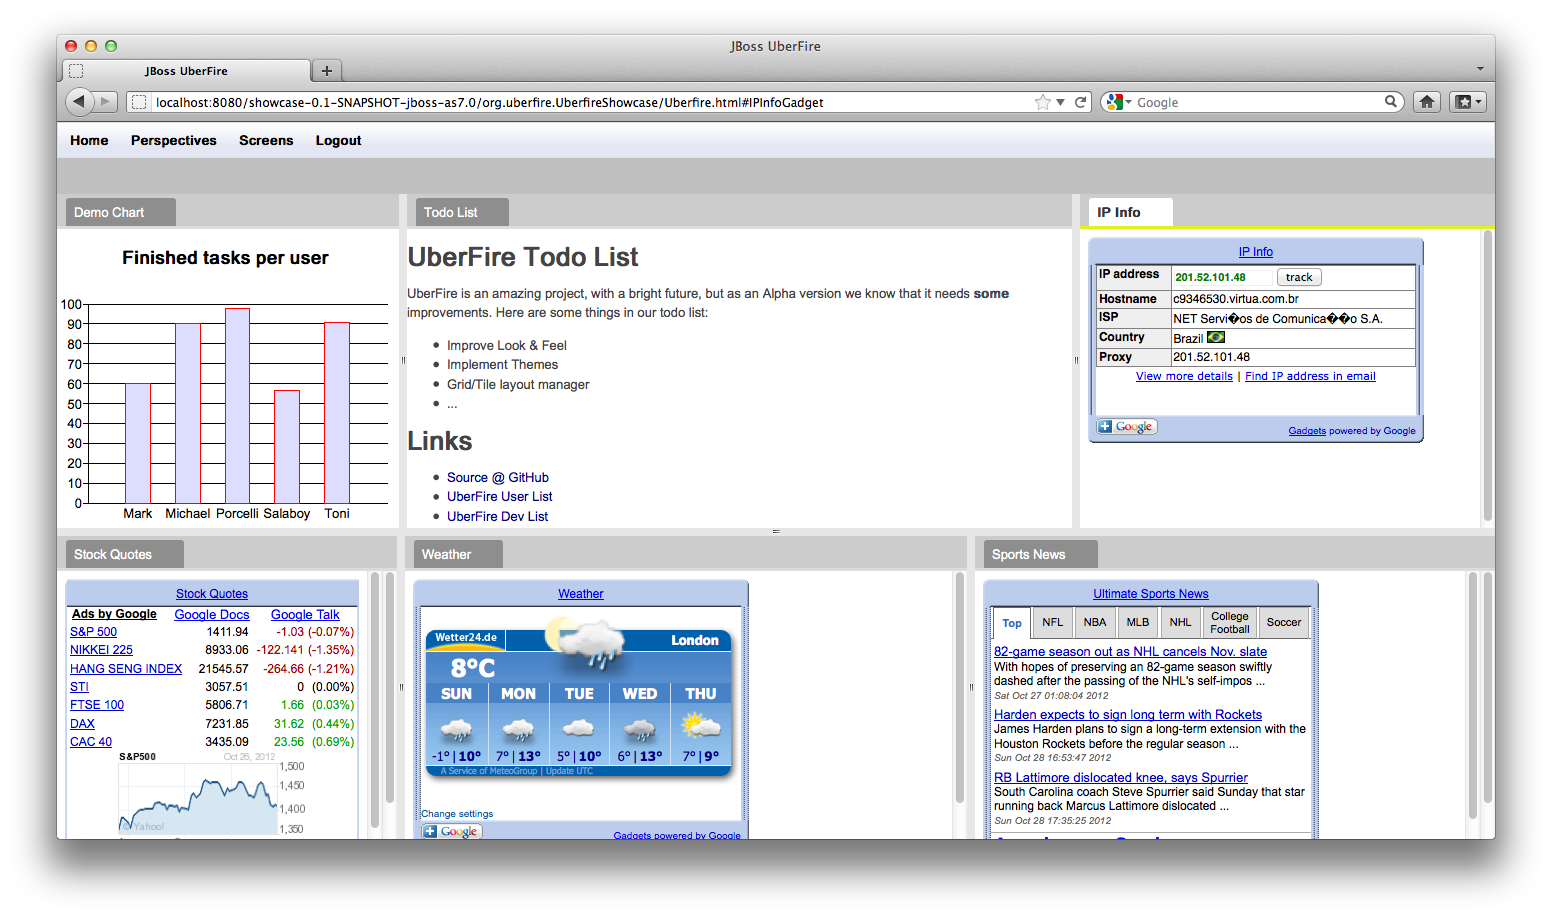 JBoss UberFire
JBoss UberFire
localhost:8080/showcase-0.1-SNAPSHOT-jboss-as7.0/org.uberfire.UberfireShowcase/Uberfire.html#IPInfoGadget
Google
Home Perspectives Screens Logout
Demo Chart
Finished tasks per user
100
90
80
70
60
50
40
30
20
10
0
Mark Michael Porcelli Salaboy Toni
Todo List
UberFire Todo List
UberFire is an amazing project, with a bright future, but as an Alpha version we know that it needs some
improvements. Here are some things in our todo list:
• Improve Look & Feel
• Implement Themes
• Grid/Tile layout manager
• ...
Links
• Source @ GitHub
• UberFire User List
• UberFire Dev List
IP Info
IP Info
IP address 201.52.101.48 track
Hostname c9346530.virtua.com.br
ISP NET Servi�os de Comunica��o S.A.
Country Brazil
Proxy 201.52.101.48
View more details | Find IP address in email
Google
Gadgets powered by Google
Stock Quotes
Stock Quotes
Ads by Google Google Docs Google Talk
S&P 500 1411.94 -1.03 (-0.07%)
NIKKEI 225 8933.06 -122.141 (-1.35%)
HANG SENG INDEX 21545.57 -264.66 (-1.21%)
STI 3057.51 0 (0.00%)
FTSE 100 5806.71 1.66 (0.03%)
DAX 7231.85 31.62 (0.44%)
CAC 40 3435.09 23.56 (0.69%)
S&P500 Oct 26, 2012
1,500
1,450
1,400
1,350
© Yahoo!
Weather
Weather
Wetter24.de London
8°C
SUN MON TUE WED THU
-1°|10° 7°|13° 5°|10° 6°|13° 7°|9°
A Service of MeteoGroup | Update UTC
Change settings
Google
Gadgets powered by Google
Sports News
Ultimate Sports News
Top NFL NBA MLB NHL College Football Soccer
82-game season out as NHL cancels Nov. slate
With hopes of preserving an 82-game season swiftly
dashed after the passing of the NHL's self-impos ...
Sat Oct 27 01:08:04 2012
Harden expects to sign long term with Rockets
James Harden plans to sign a long-term extension with the
Houston Rockets before the regular season ...
Sun Oct 28 16:53:47 2012
RB Lattimore dislocated knee, says Spurrier
South Carolina coach Steve Spurrier said Sunday that star
running back Marcus Lattimore dislocated ...
Sun Oct 28 17:35:25 2012